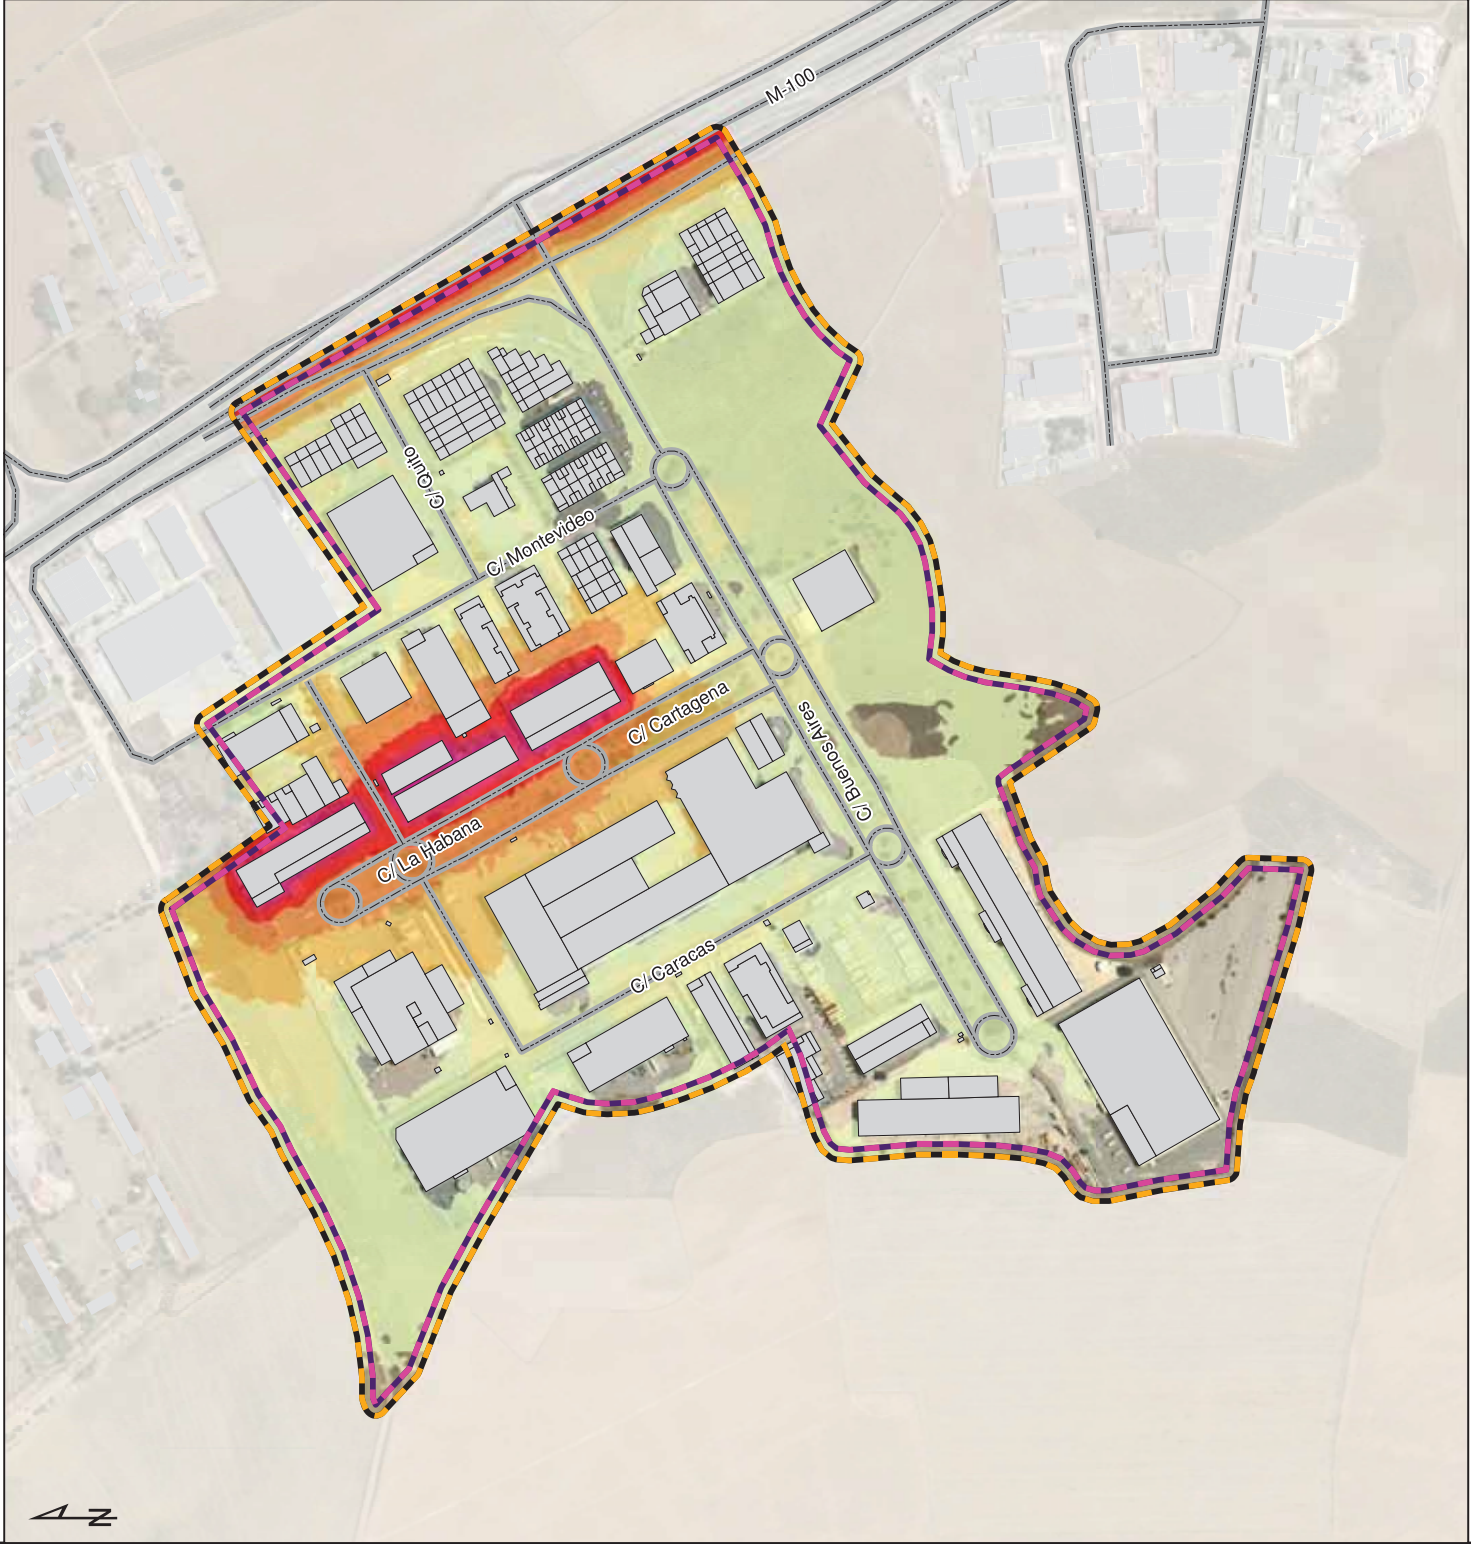 M-100
C/ Quito
C/ Montevideo
C/ Cartagena
C/ Buenos Aires
C/ La Habana
C/ Caracas
N